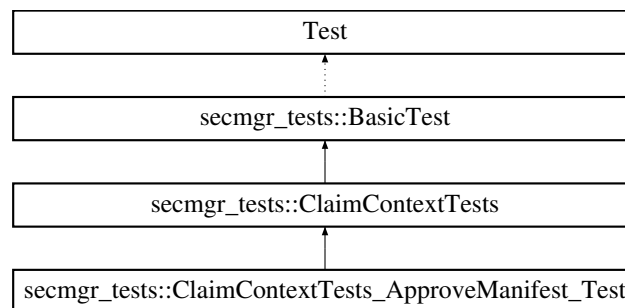 Test
secmgr_tests::BasicTest
secmgr_tests::ClaimContextTests
secmgr_tests::ClaimContextTests_ApproveManifest_Test